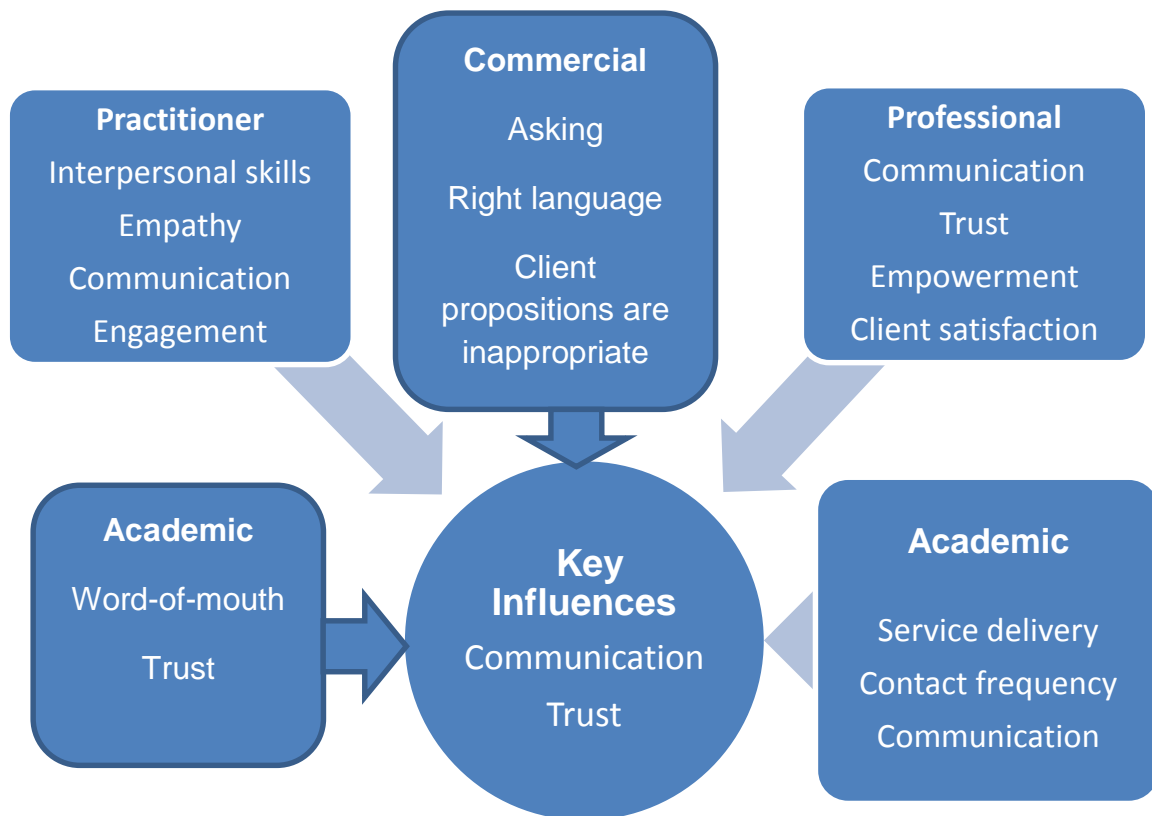 Practitioner
Interpersonal skills
Empathy
Communication
Engagement
Commercial
Asking
Right language
Client
propositions are
inappropriate
Professional
Communication
Trust
Empowerment
Client satisfaction
Academic
Word-of-mouth
Trust
Key
Influences
Communication
Trust
Academic
Service delivery
Contact frequency
Communication